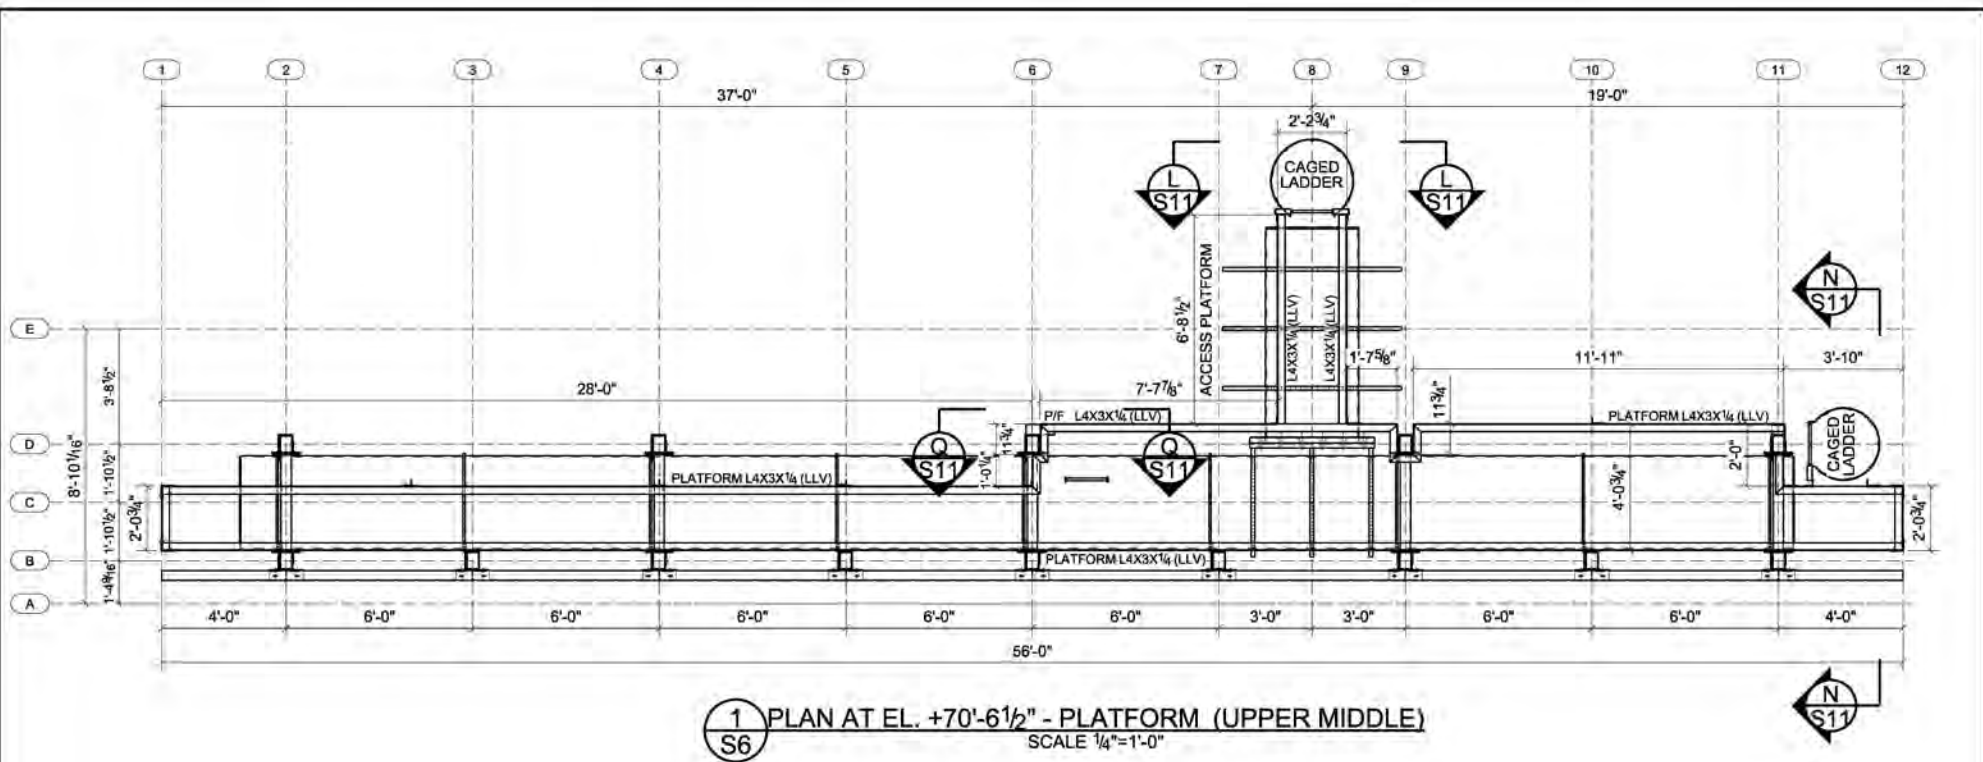 1 2 3 4 5 6 7 8 9 10 11 12
37'-0" 19'-0"
2'-2¾"
CAGED
LADDER
L
S11
L
S11
N
S11
ACCESS PLATFORM
6'-8½"
L4X3X¼ (LLV)
L4X3X¼ (LLV)
E
3'-8½"
28'-0"
7'-7⅞"
1'-7⅝"
11'-11"
3'-10"
P/F L4X3X¼ (LLV)
11¾"
PLATFORM L4X3X¼ (LLV)
D
Q
S11
11¾"
Q
S11
2'-0"
CAGED
LADDER
8'-10 1/16"
1'-10½"
PLATFORM L4X3X¼ (LLV)
1'-0¼"
4'-0¾"
C
1'-10½"
2'-0¾"
2'-0¾"
B
PLATFORM L4X3X¼ (LLV)
1'-4 9/16"
A
4'-0" 6'-0" 6'-0" 6'-0" 6'-0" 6'-0" 3'-0" 3'-0" 6'-0" 6'-0" 4'-0"
56'-0"
N
S11
1
S6
PLAN AT EL. +70'-6½" - PLATFORM (UPPER MIDDLE)
SCALE ¼"=1'-0"